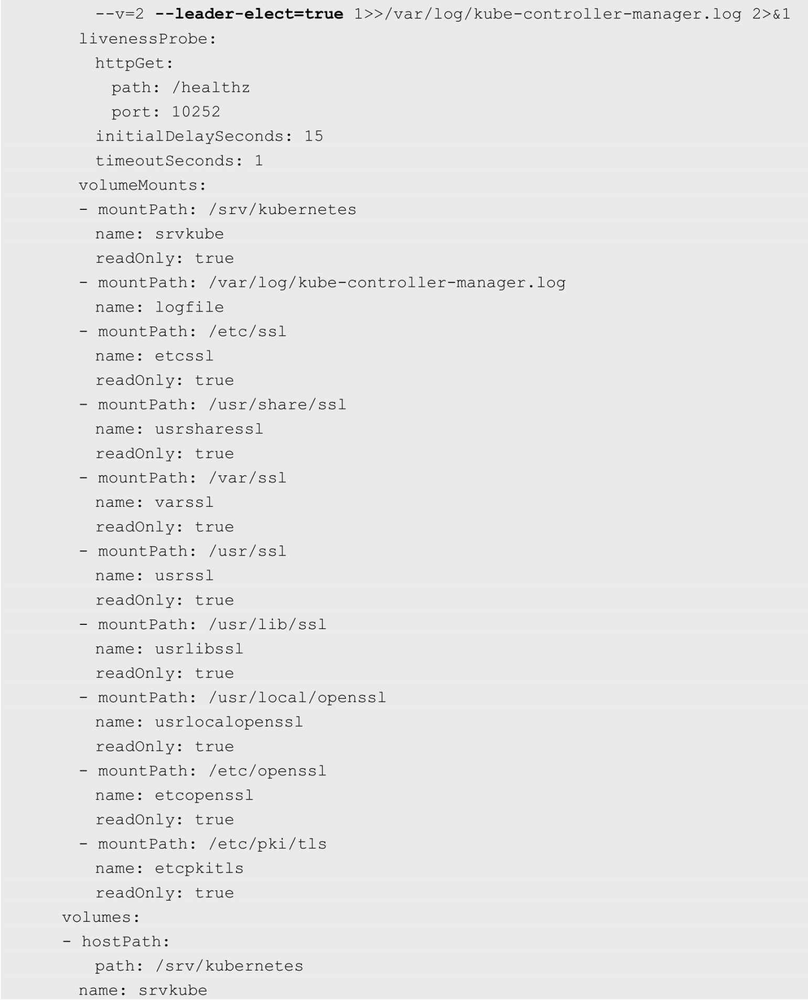 --v=2 --leader-elect=true 1>>/var/log/kube-controller-manager.log 2>&1
livenessProbe:
httpGet:
path: /healthz
port: 10252
initialDelaySeconds: 15
timeoutSeconds: 1
volumeMounts:
- mountPath: /srv/kubernetes
name: srvkube
readOnly: true
- mountPath: /var/log/kube-controller-manager.log
name: logfile
- mountPath: /etc/ssl
name: etcssl
readOnly: true
- mountPath: /usr/share/ssl
name: usrsharessl
readOnly: true
- mountPath: /var/ssl
name: varssl
readOnly: true
- mountPath: /usr/ssl
name: usrssl
readOnly: true
- mountPath: /usr/lib/ssl
name: usrlibssl
readOnly: true
- mountPath: /usr/local/openssl
name: usrlocalopenssl
readOnly: true
- mountPath: /etc/openssl
name: etcopenssl
readOnly: true
- mountPath: /etc/pki/tls
name: etcpkitls
readOnly: true
volumes:
- hostPath:
path: /srv/kubernetes
name: srvkube